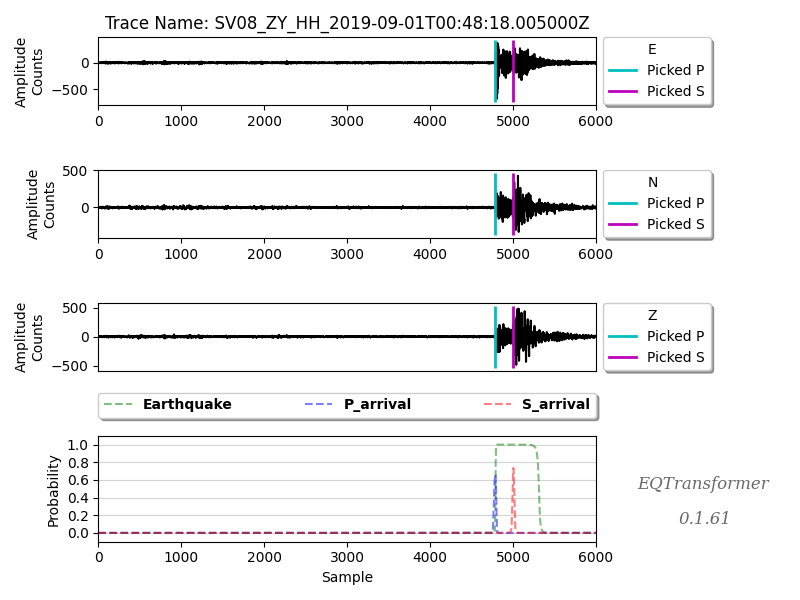 Trace Name: SV08_ZY_HH_2019-09-01T00:48:18.005000Z
Amplitude
Counts
0
−500
0 1000 2000 3000 4000 5000 6000
E
Picked P
Picked S
Amplitude
Counts
500
0
0 1000 2000 3000 4000 5000 6000
N
Picked P
Picked S
Amplitude
Counts
500
0
−500
0 1000 2000 3000 4000 5000 6000
Z
Picked P
Picked S
Earthquake P_arrival S_arrival
Probability
1.0
0.8
0.6
0.4
0.2
0.0
0 1000 2000 3000 4000 5000 6000
Sample
EQTransformer
0.1.61